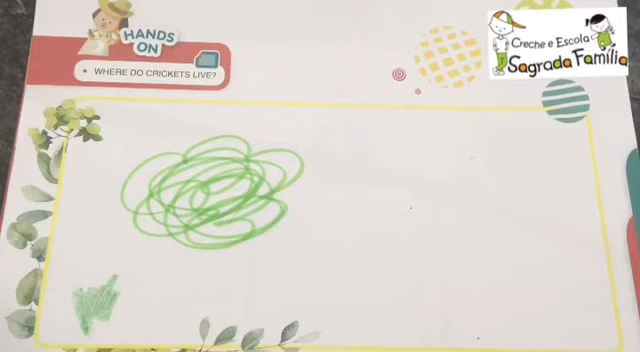 HANDS
ON
WHERE DO CRICKETS LIVE?
Creche e Escola
Sagrada Família